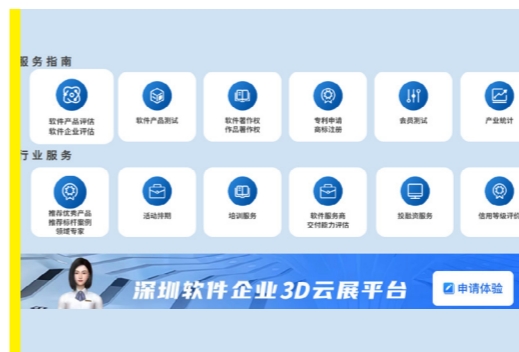 服务指南
软件产品评估
软件企业评估
软件产品测试
软件著作权
作品著作权
专利申请
商标注册
会员测试
产业统计
行业服务
推荐优秀产品
推荐标杆案例
领域专家
活动排期
培训服务
软件服务商
交付能力评估
投融资服务
信用等级评价
深圳软件企业3D云展平台
申请体验